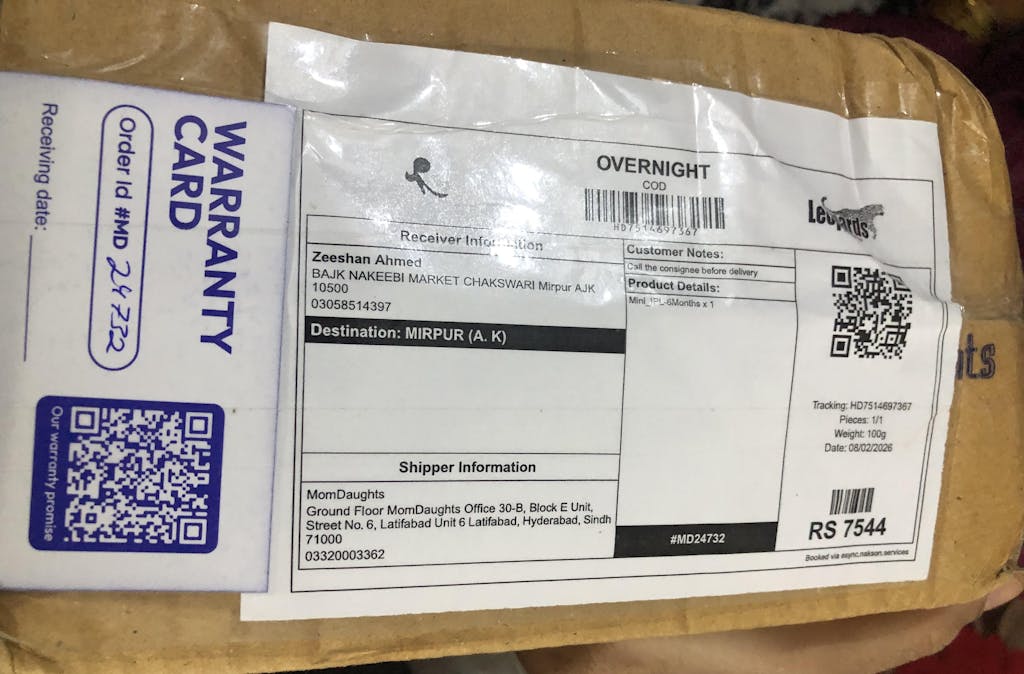 WARRANTY
CARD
Order Id #MD 24732
Receiving date:
Our warranty promise
OVERNIGHT
COD
HD7514697367
Leopards
Receiver Information
Zeeshan Ahmed
BAJK NAKEEBI MARKET CHAKSWARI Mirpur AJK
10500
03058514397
Destination: MIRPUR (A. K)
Shipper Information
MomDaughts
Ground Floor MomDaughts Office 30-B, Block E Unit,
Street No. 6, Latifabad Unit 6 Latifabad, Hyderabad, Sindh
71000
03320003362
Customer Notes:
Call the consignee before delivery
Product Details:
Mini_1PL-6Months x 1
#MD24732
Tracking: HD7514697367
Pieces: 1/1
Weight: 100g
Date: 08/02/2026
RS 7544
Booked via async.nakson.services